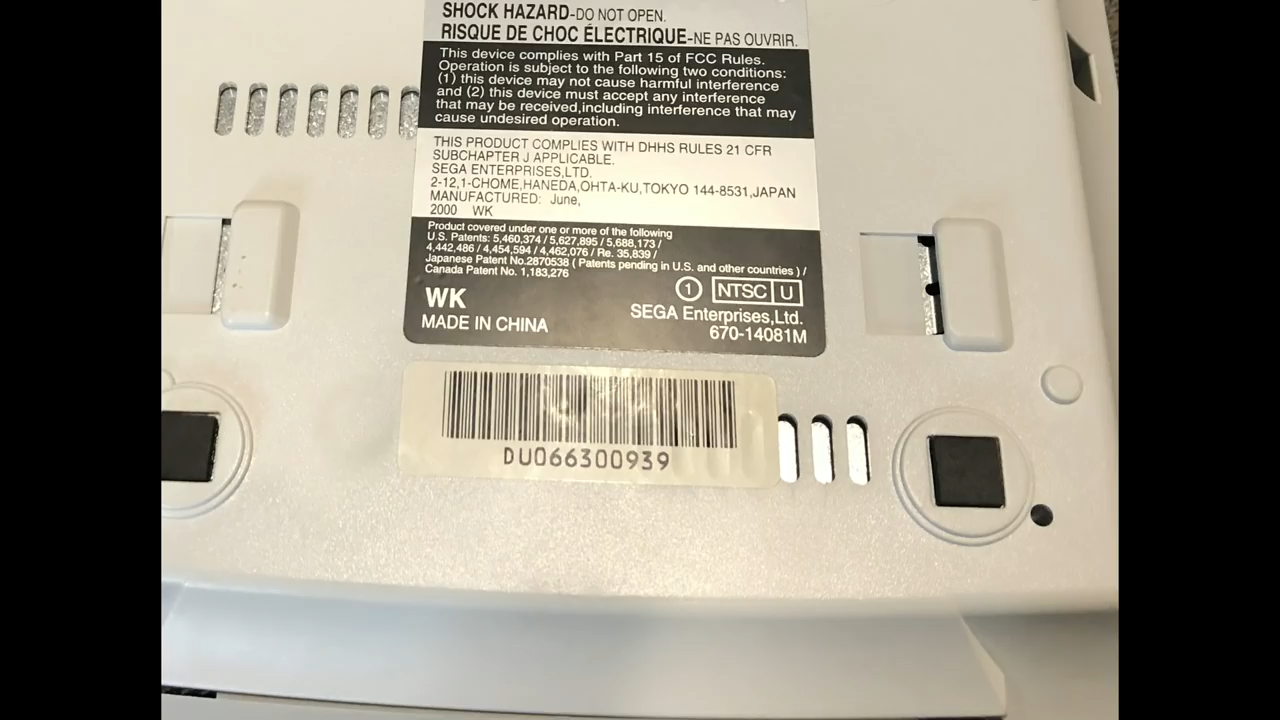 SHOCK HAZARD-DO NOT OPEN.
RISQUE DE CHOC ÉLECTRIQUE-NE PAS OUVRIR.
This device complies with Part 15 of FCC Rules.
Operation is subject to the following two conditions:
(1) this device may not cause harmful interference
and (2) this device must accept any interference
that may be received,including interference that may
cause undesired operation.
THIS PRODUCT COMPLIES WITH DHHS RULES 21 CFR
SUBCHAPTER J APPLICABLE.
SEGA ENTERPRISES,LTD.
2-12,1-CHOME,HANEDA,OHTA-KU,TOKYO 144-8531,JAPAN
MANUFACTURED: June,
2000 WK
Product covered under one or more of the following
U.S. Patents: 5,460,374 / 5,627,895 / 5,688,173 /
4,442,486 / 4,454,594 / 4,462,076 / Re. 35,839 /
Japanese Patent No.2870538 ( Patents pending in U.S. and other countries ) /
Canada Patent No. 1,183,276
WK
MADE IN CHINA
① NTSC U
SEGA Enterprises,Ltd.
670-14081M
DU066300939